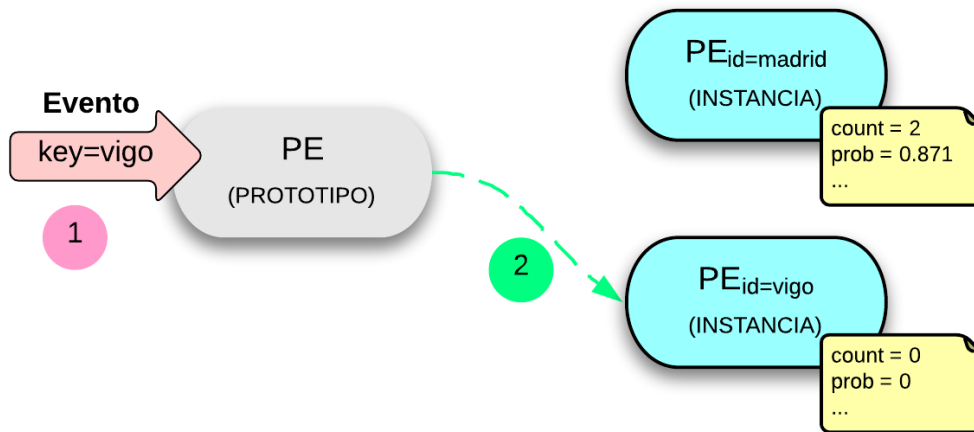 Evento
key=vigo
1
PE
(PROTOTIPO)
2
PEid=madrid
(INSTANCIA)
count = 2
prob = 0.871
...
PEid=vigo
(INSTANCIA)
count = 0
prob = 0
...